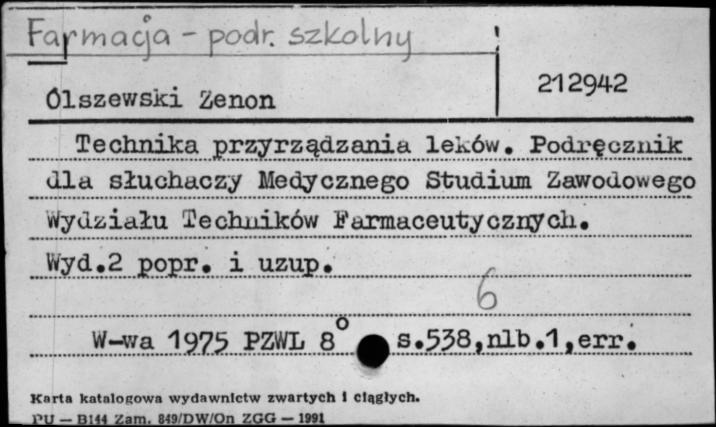 Farmacja - podr. szkolny
Olszewski Zenon
212942
Technika przyrządzania leków. Podręcznik
dla słuchaczy Medycznego Studium Zawodowego
Wydziału Techników Farmaceutycznych.
Wyd.2 popr. i uzup.
6
W-wa 1975 PZWL 8° s.538,nlb.1,err.
Karta katalogowa wydawnictw zwartych i ciągłych.
PU — B144 Zam. 849/DW/On ZGG — 1991